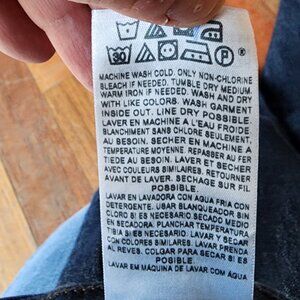 30
P
MACHINE WASH COLD. ONLY NON-CHLORINE
BLEACH IF NEEDED. TUMBLE DRY MEDIUM.
WARM IRON IF NEEDED. WASH AND DRY
WITH LIKE COLORS. WASH GARMENT
INSIDE OUT. LINE DRY POSSIBLE.
LAVER EN MACHINE A L'EAU FROIDE.
BLANCHIMENT SANS CHLORE SEULEMENT,
AU BESOIN. SECHER EN MACHINE A
TEMPERATURE MOYENNE. REPASSER AU FER
AU BESOIN. LAVER ET SECHER
AVEC COULEURS SIMILAIRES. RETOURNER
AVANT DE LAVER. SECHAGE SUR FIL
POSSIBLE.
LAVAR EN LAVADORA CON AGUA FRIA CON
DETERGENTE. USAR BLANQUEADOR SIN
CLORO SI ES NECESARIO SECADO MEDIO
EN SECADORA. PLANCHAR TEMPERATURA
TIBIA SI ES NECESARIO. LAVAR Y SECAR
CON COLORES SIMILARES. LAVAR PRENDA
AL REVES. COLGAR PARA SECAR SI ES
POSIBLE.
LAVAR EM MÁQUINA DE LAVAR COM ÁGUA